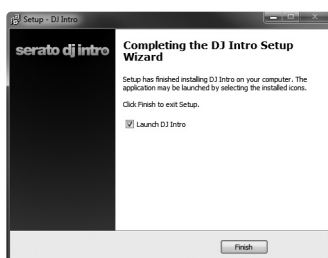 Setup - DJ Intro
serato dj intro
Completing the DJ Intro Setup
Wizard
Setup has finished installing DJ Intro on your computer. The
application may be launched by selecting the installed icons.
Click Finish to exit Setup.
Launch DJ Intro
Finish